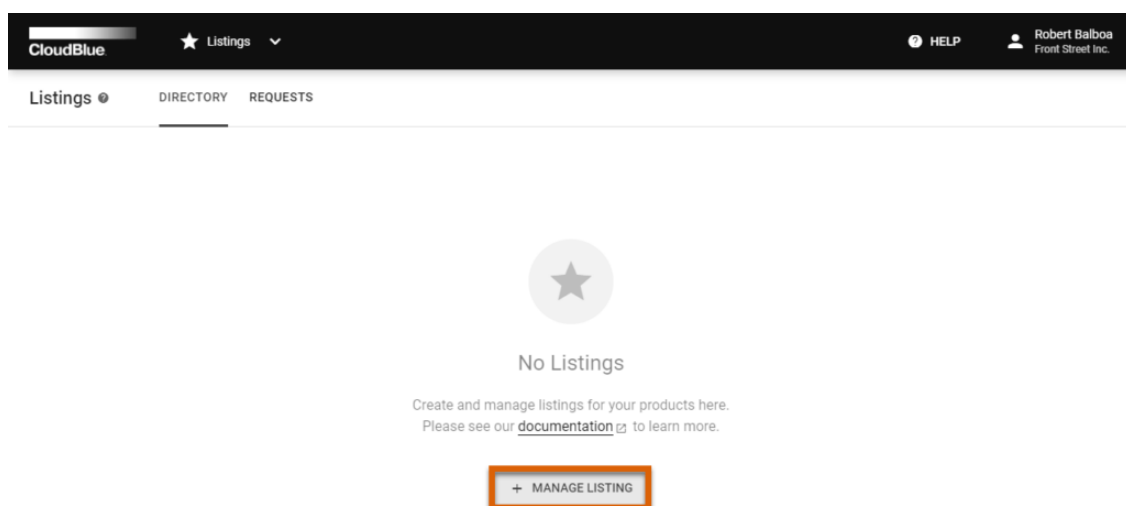 CloudBlue
Listings
HELP
Robert Balboa
Front Street Inc.
Listings
DIRECTORY REQUESTS
No Listings
Create and manage listings for your products here.
Please see our documentation to learn more.
+ MANAGE LISTING